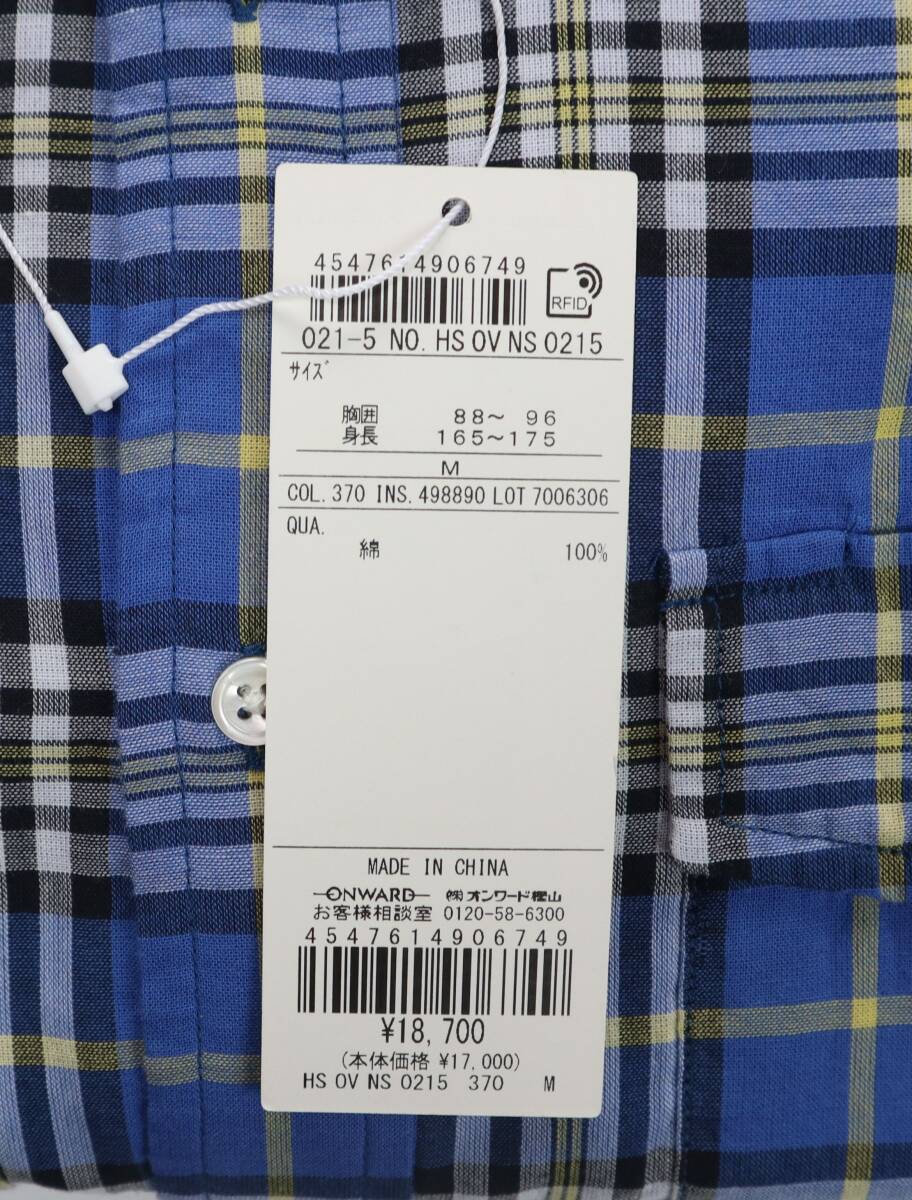 4547614906749
RFID
021-5 NO. HS OV NS 0215
サイズ
胸囲 88～ 96
身長 165～175
M
COL. 370 INS. 498890 LOT 7006306
QUA.
綿 100%
MADE IN CHINA
ONWARD ㈱オンワード樫山
お客様相談室 0120-58-6300
4547614906749
¥18,700
(本体価格 ¥17,000)
HS OV NS 0215 370 M